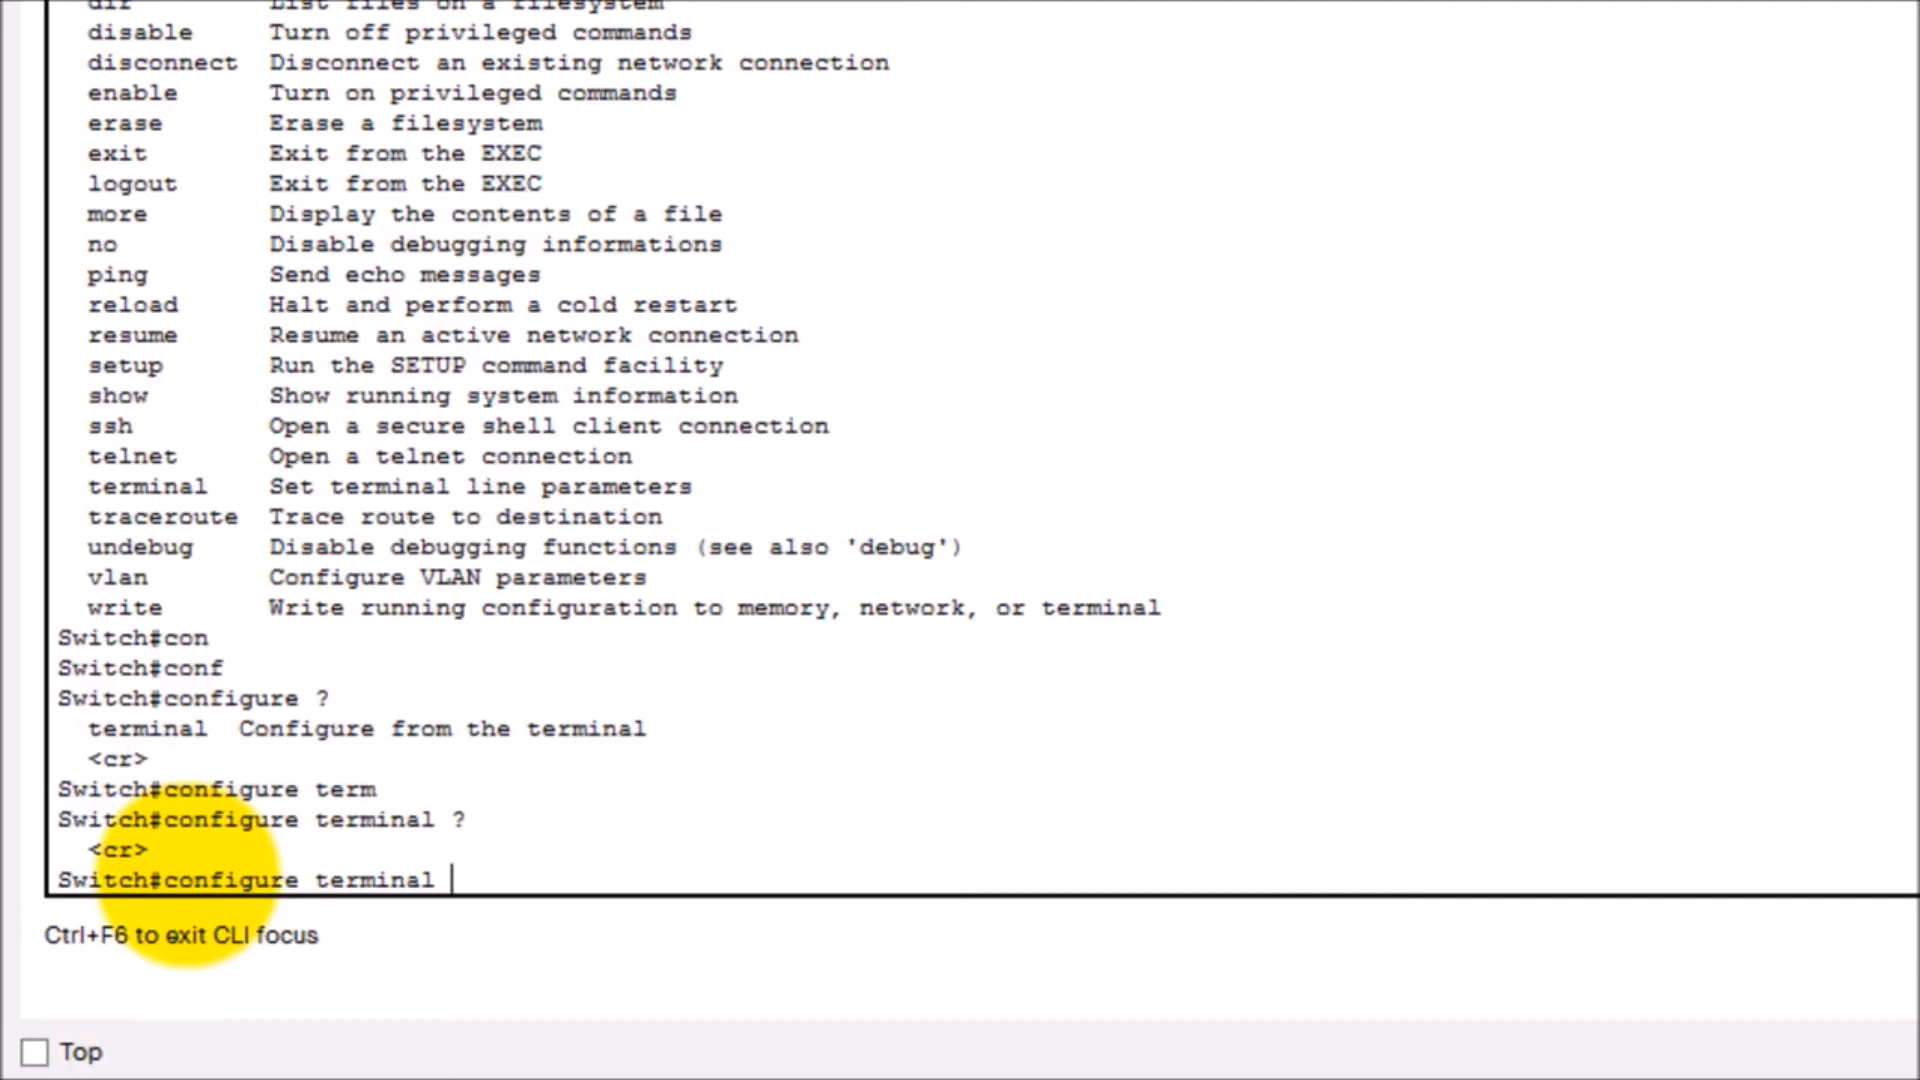 dir        List files on a filesystem
disable     Turn off privileged commands
disconnect  Disconnect an existing network connection
enable      Turn on privileged commands
erase       Erase a filesystem
exit        Exit from the EXEC
logout      Exit from the EXEC
more        Display the contents of a file
no          Disable debugging informations
ping        Send echo messages
reload      Halt and perform a cold restart
resume      Resume an active network connection
setup       Run the SETUP command facility
show        Show running system information
ssh         Open a secure shell client connection
telnet      Open a telnet connection
terminal    Set terminal line parameters
traceroute  Trace route to destination
undebug     Disable debugging functions (see also 'debug')
vlan        Configure VLAN parameters
write       Write running configuration to memory, network, or terminal
Switch#con
Switch#conf
Switch#configure ?
terminal  Configure from the terminal
<cr>
Switch#configure term
Switch#configure terminal ?
<cr>
Switch#configure terminal
Ctrl+F6 to exit CLI focus
Top